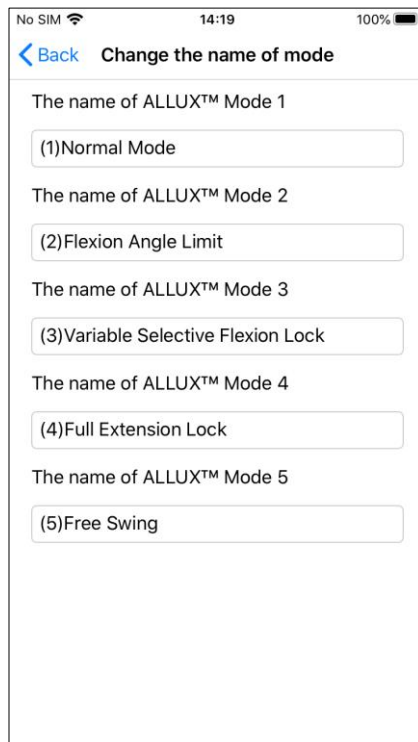 No SIM 14:19 100%
Back Change the name of mode
The name of ALLUX™ Mode 1
(1)Normal Mode
The name of ALLUX™ Mode 2
(2)Flexion Angle Limit
The name of ALLUX™ Mode 3
(3)Variable Selective Flexion Lock
The name of ALLUX™ Mode 4
(4)Full Extension Lock
The name of ALLUX™ Mode 5
(5)Free Swing